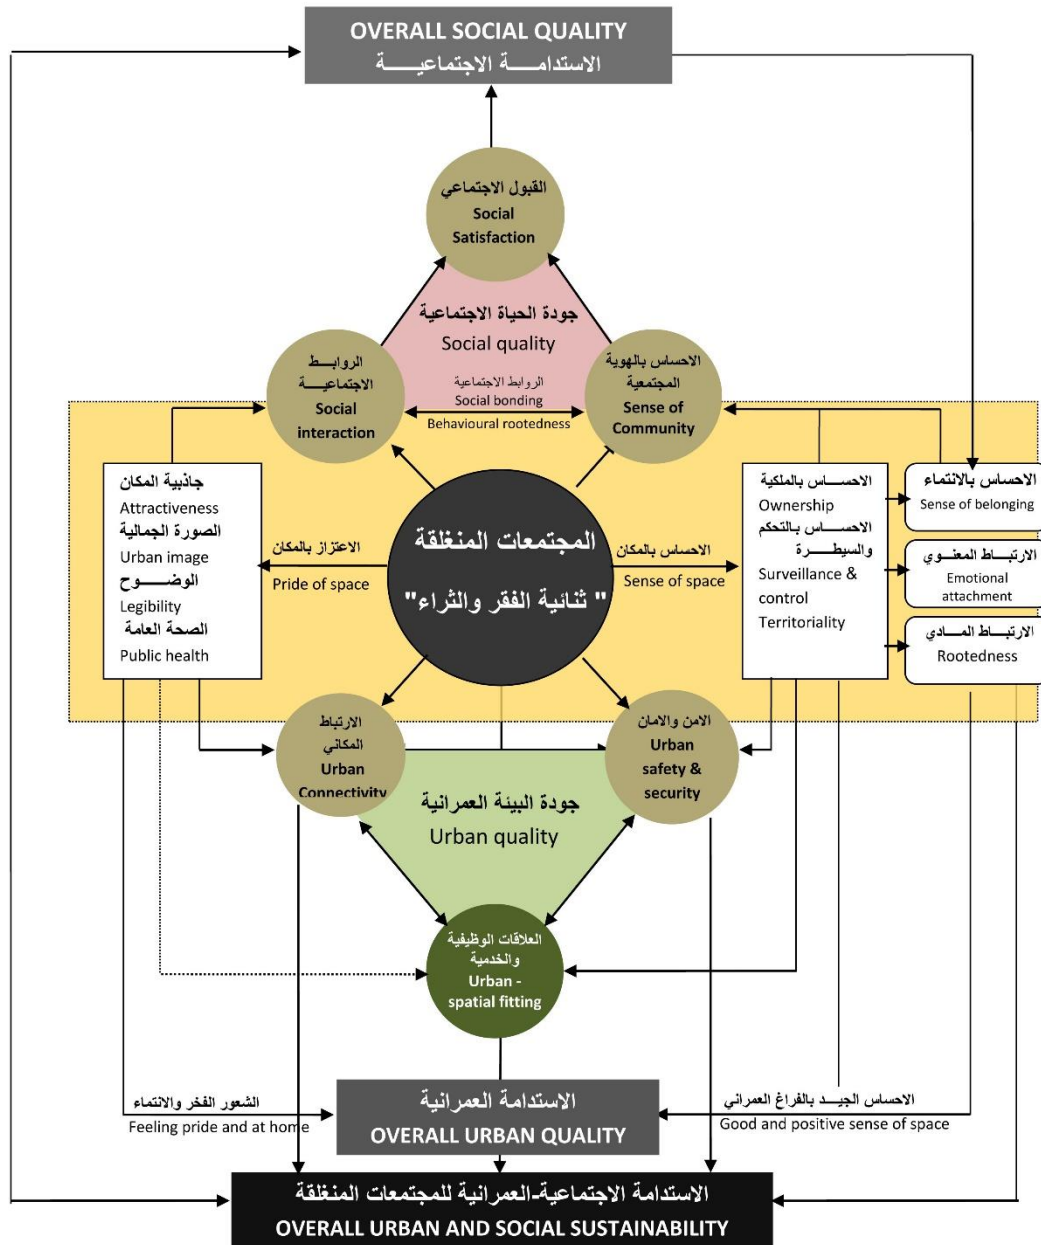 OVERALL SOCIAL QUALITY
الاستدامـــــة الاجتماعيـــــة
القبول الاجتماعي
Social
Satisfaction
جودة الحياة الاجتماعية
Social quality
الروابـــط
الاجتماعيـــة
Social
interaction
الروابط الاجتماعية
Social bonding
Behavioural rootedness
الاحساس بالهوية
المجتمعية
Sense of
Community
جاذبية المكان
Attractiveness
الصورة الجمالية
Urban image
الوضـــــوح
Legibility
الصحة العامة
Public health
الاعتزاز بالمكان
Pride of space
المجتمعات المنغلقة
" ثنائية الفقر والثراء"
الاحساس بالمكان
Sense of space
الاحســـاس بالملكية
Ownership
الاحساس بالتحكم
والسيطـــرة
Surveillance &
control
Territoriality
الاحساس بالانتماء
Sense of belonging
الارتبـاط المعنـــوي
Emotional
attachment
الارتبـــاط المـــادي
Rootedness
الارتباط
المكاني
Urban
Connectivity
الامن والامان
Urban
safety &
security
جودة البيئة العمرانية
Urban quality
العلاقات الوظيفية
والخدمية
Urban -
spatial fitting
الشعور الفخر والانتماء
Feeling pride and at home
الاستدامة العمرانية
OVERALL URBAN QUALITY
الاحساس الجيـــد بالفراغ العمراني
Good and positive sense of space
الاستدامة الاجتماعية-العمرانية للمجتمعات المنغلقة
OVERALL URBAN AND SOCIAL SUSTAINABILITY